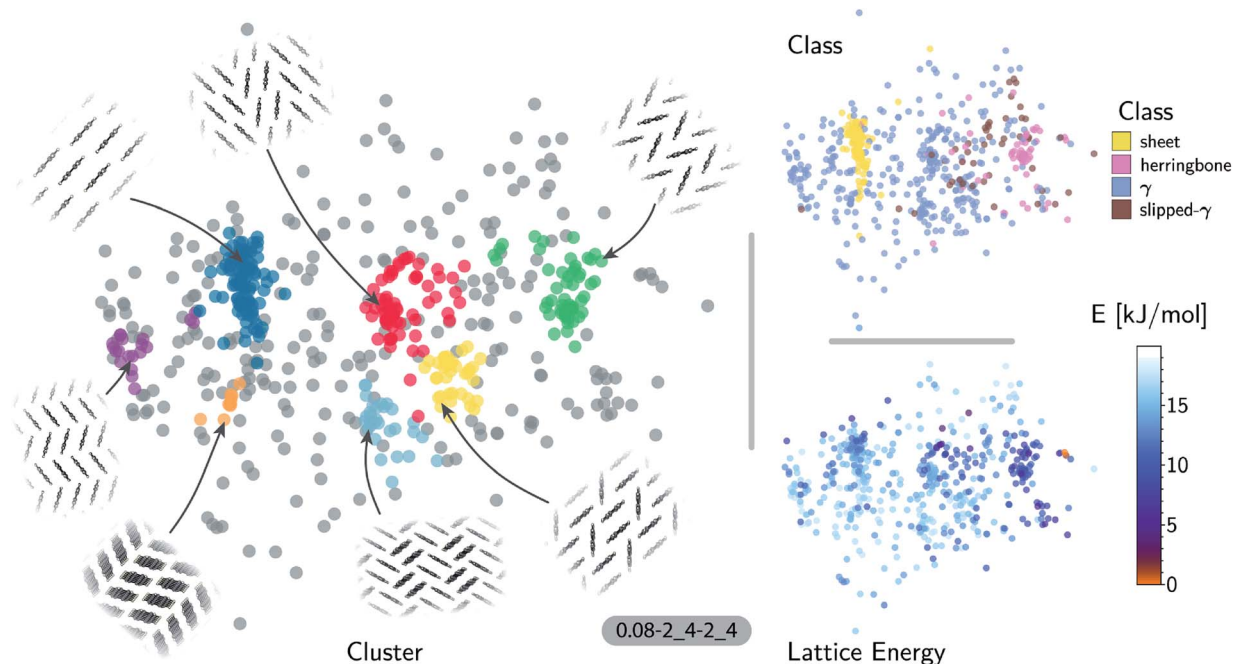 Class
Class
sheet
herringbone
γ
slipped-γ
E [kJ/mol]
15
10
5
0
0.08-2_4-2_4
Cluster
Lattice Energy